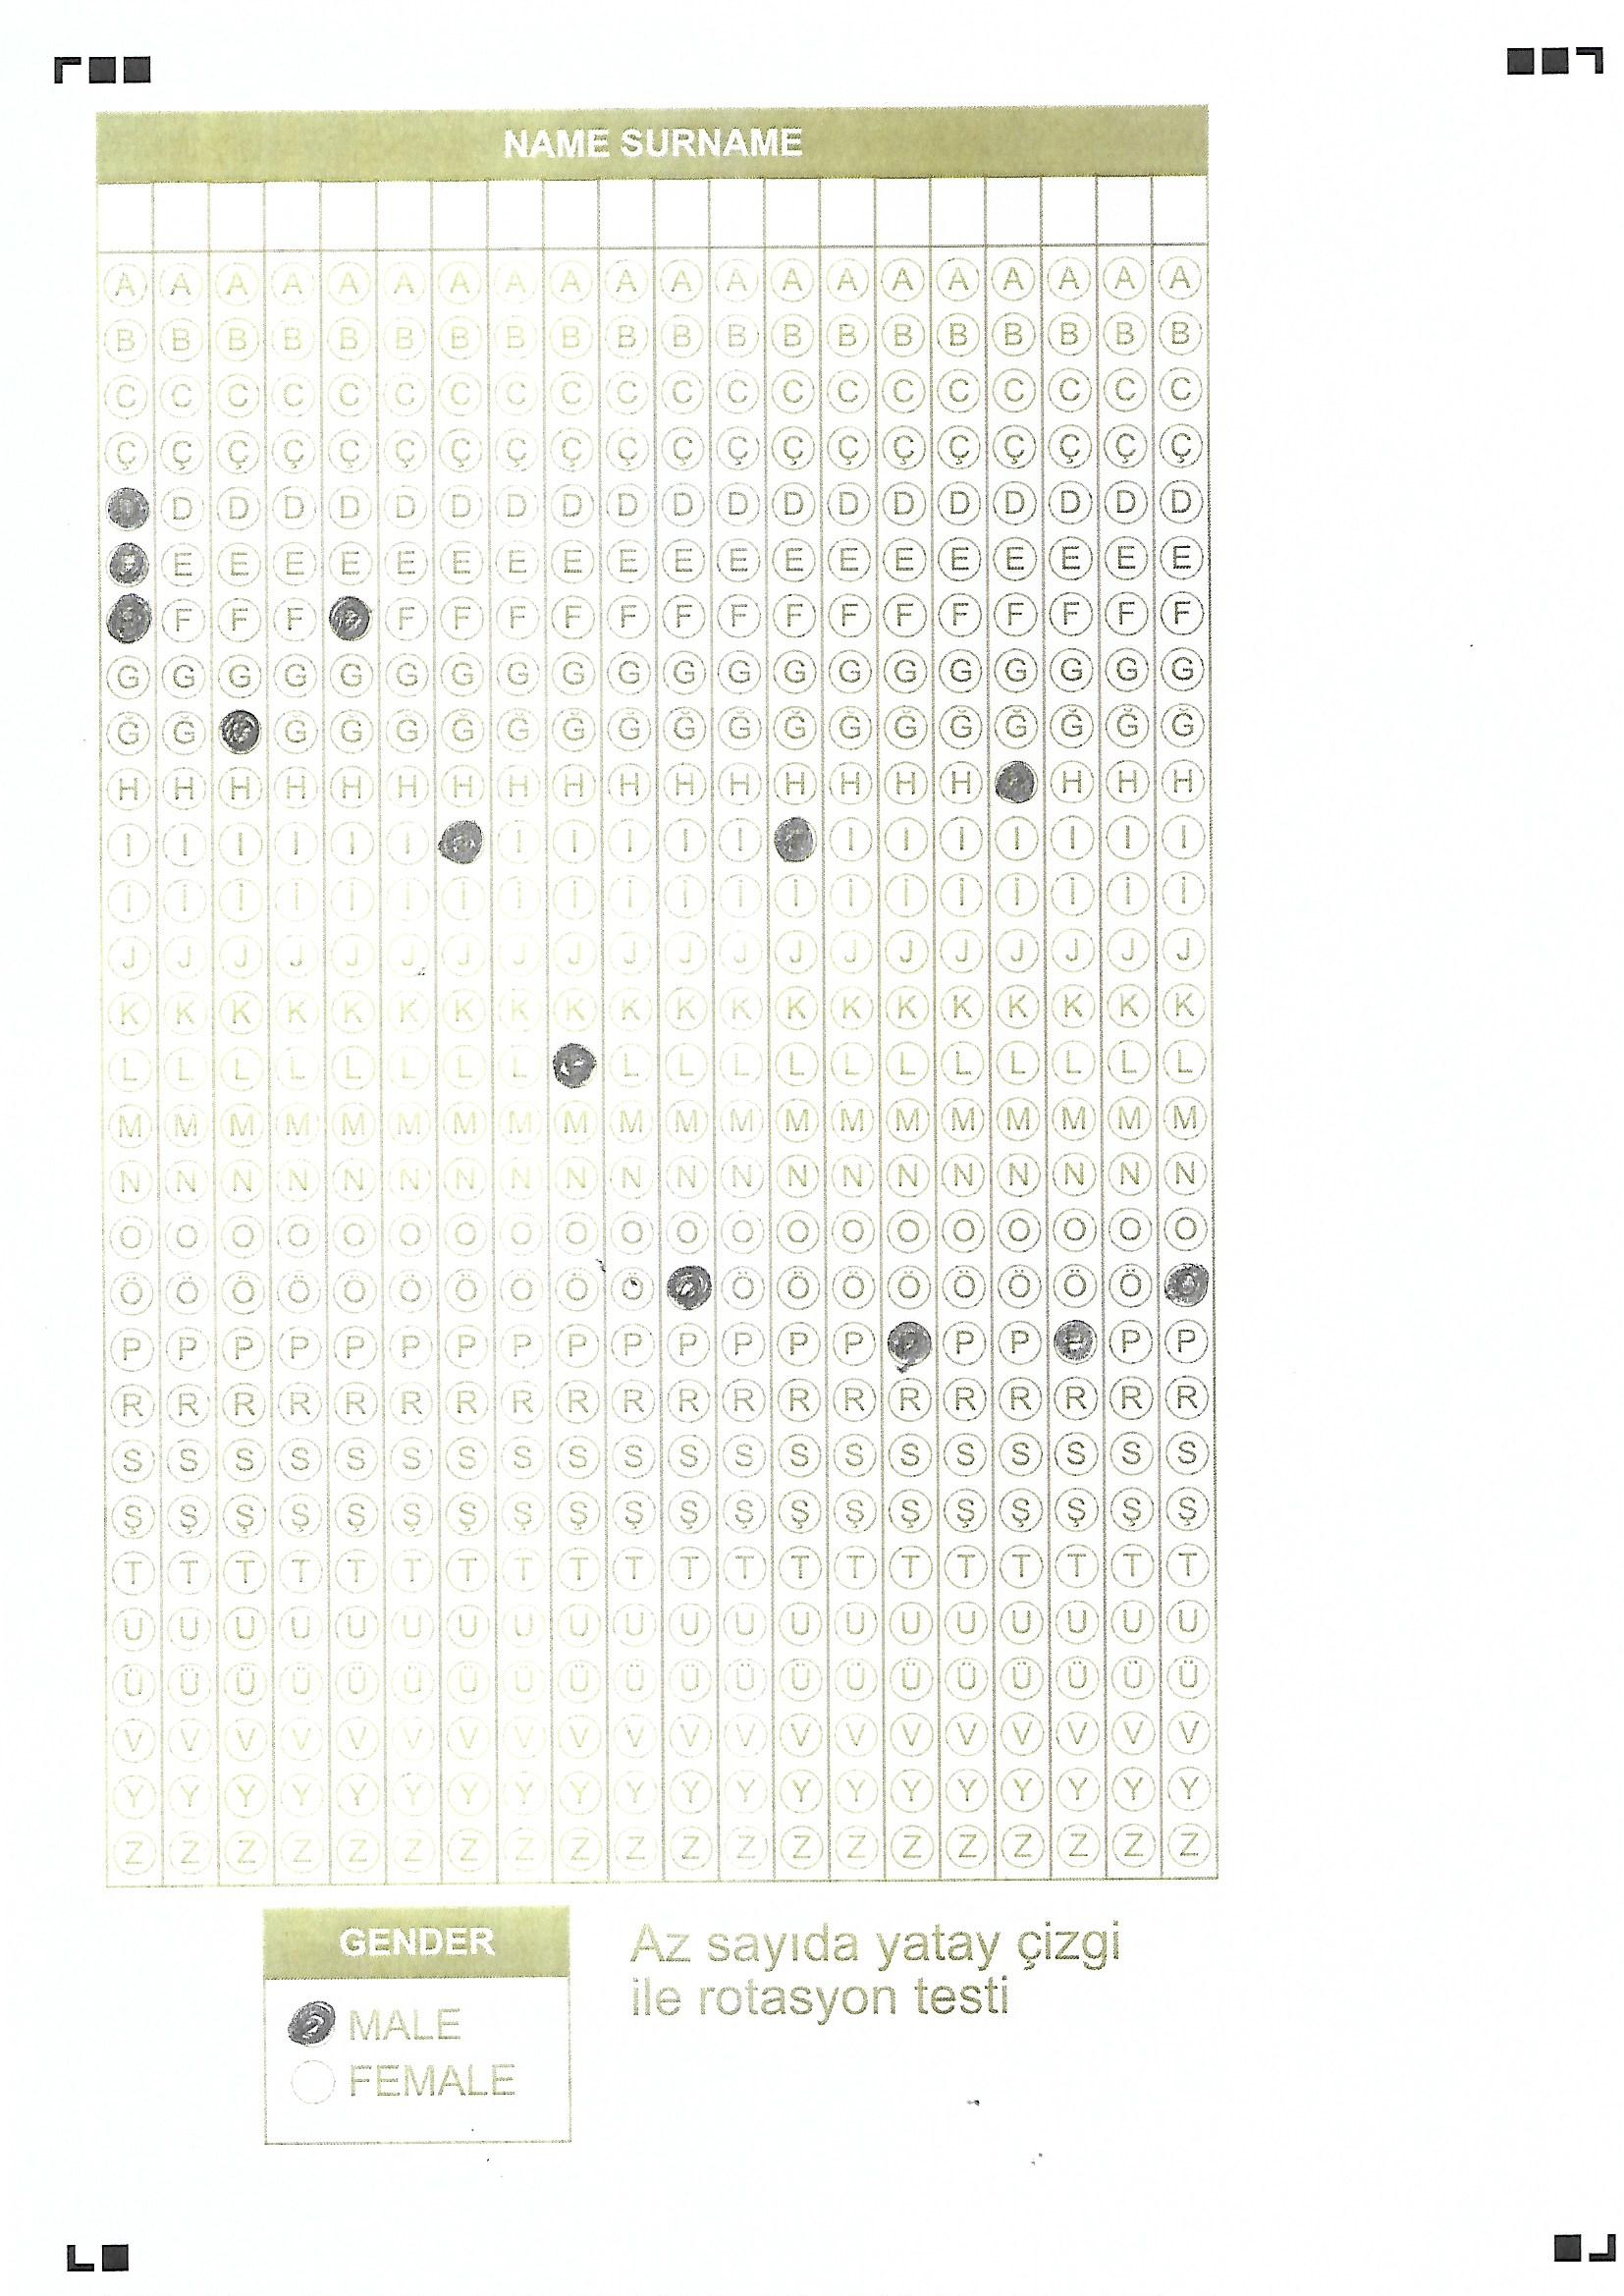 NAME SURNAME
A A A A A A A A A A A A A A A A A A A A
B B B B B B B B B B B B B B B B B B B B
C C C C C C C C C C C C C C C C C C C C
Ç Ç Ç Ç Ç Ç Ç Ç Ç Ç Ç Ç Ç Ç Ç Ç Ç Ç Ç Ç
D D D D D D D D D D D D D D D D D D D
E E E E E E E E E E E E E E E E E E E
F F F F F F F F F F F F F F F F F F
G G G G G G G G G G G G G G G G G G G G
Ğ Ğ Ğ Ğ Ğ Ğ Ğ Ğ Ğ Ğ Ğ Ğ Ğ Ğ Ğ Ğ Ğ Ğ Ğ
H H H H H H H H H H H H H H H H H H H
I I I I I I I I I I I I I I I I I I
İ İ İ İ İ İ İ İ İ İ İ İ İ İ İ İ İ İ İ İ
J J J J J J J J J J J J J J J J J J J J
K K K K K K K K K K K K K K K K K K K K
L L L L L L L L L L L L L L L L L L L
M M M M M M M M M M M M M M M M M M M M
N N N N N N N N N N N N N N N N N N N N
O O O O O O O O O O O O O O O O O O O O
Ö Ö Ö Ö Ö Ö Ö Ö Ö Ö Ö Ö Ö Ö Ö Ö Ö Ö
P P P P P P P P P P P P P P P P P P P
R R R R R R R R R R R R R R R R R R R R
S S S S S S S S S S S S S S S S S S S S
Ş Ş Ş Ş Ş Ş Ş Ş Ş Ş Ş Ş Ş Ş Ş Ş Ş Ş Ş Ş
T T T T T T T T T T T T T T T T T T T T
U U U U U U U U U U U U U U U U U U U U
Ü Ü Ü Ü Ü Ü Ü Ü Ü Ü Ü Ü Ü Ü Ü Ü Ü Ü Ü Ü
V V V V V V V V V V V V V V V V V V V V
Y Y Y Y Y Y Y Y Y Y Y Y Y Y Y Y Y Y Y Y
Z Z Z Z Z Z Z Z Z Z Z Z Z Z Z Z Z Z Z Z
GENDER
MALE
FEMALE
Az sayıda yatay çizgi
ile rotasyon testi